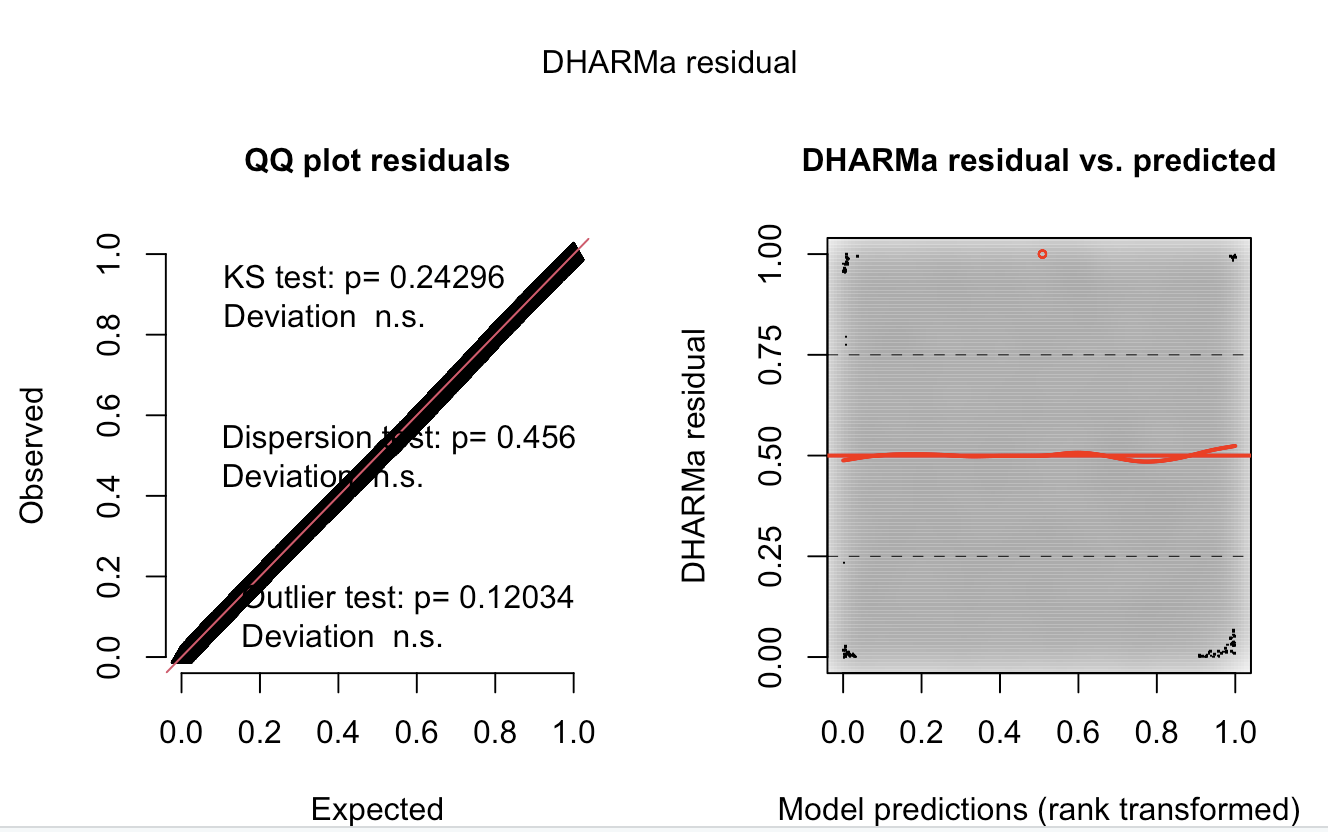 DHARMa residual
QQ plot residuals
KS test: p= 0.24296
Deviation  n.s.
Dispersion test: p= 0.456
Deviation  n.s.
Outlier test: p= 0.12034
Deviation  n.s.
Observed
1.0
0.8
0.6
0.4
0.2
0.0
0.0 0.2 0.4 0.6 0.8 1.0
Expected
DHARMa residual vs. predicted
DHARMa residual
1.00
0.75
0.50
0.25
0.00
0.0 0.2 0.4 0.6 0.8 1.0
Model predictions (rank transformed)